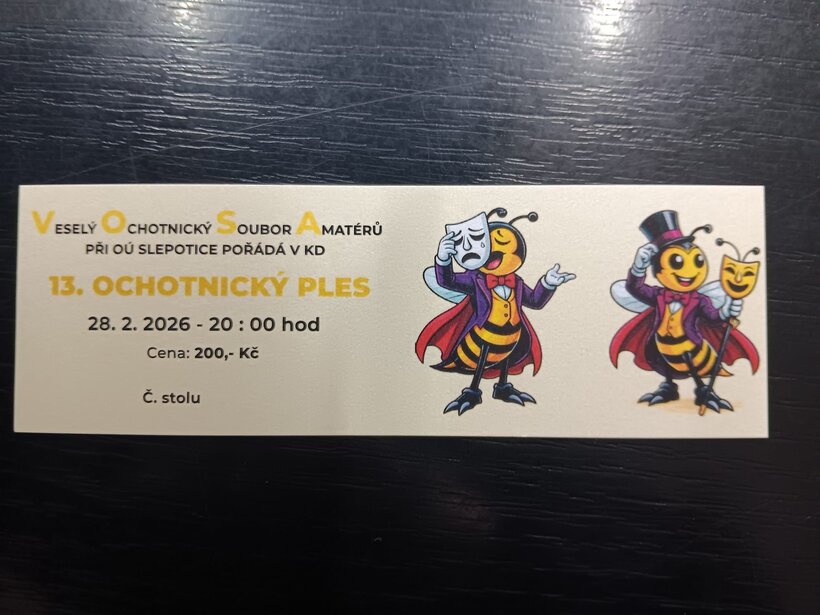 Veselý Ochotnický Soubor Amatérů
PŘI OÚ SLEPOTICE POŘÁDÁ V KD
13. OCHOTNICKÝ PLES
28. 2. 2026 - 20 : 00 hod
Cena: 200,- Kč
Č. stolu